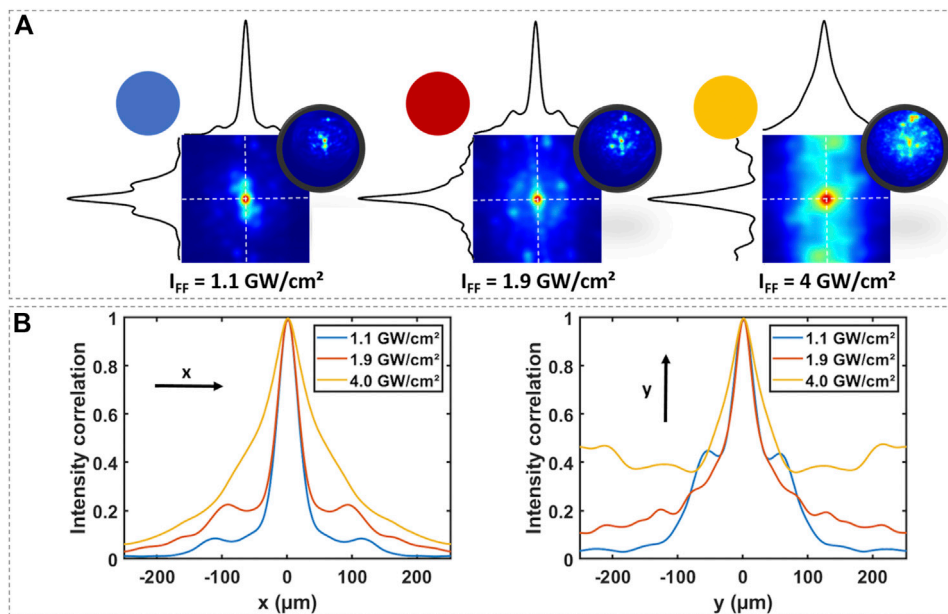 A
I_FF = 1.1 GW/cm²
I_FF = 1.9 GW/cm²
I_FF = 4 GW/cm²
B
Intensity correlation
1
0.8
0.6
0.4
0.2
0
x
1.1 GW/cm²
1.9 GW/cm²
4.0 GW/cm²
-200
-100
0
100
200
x (µm)
Intensity correlation
1
0.8
0.6
0.4
0.2
0
y
1.1 GW/cm²
1.9 GW/cm²
4.0 GW/cm²
-200
-100
0
100
200
y (µm)